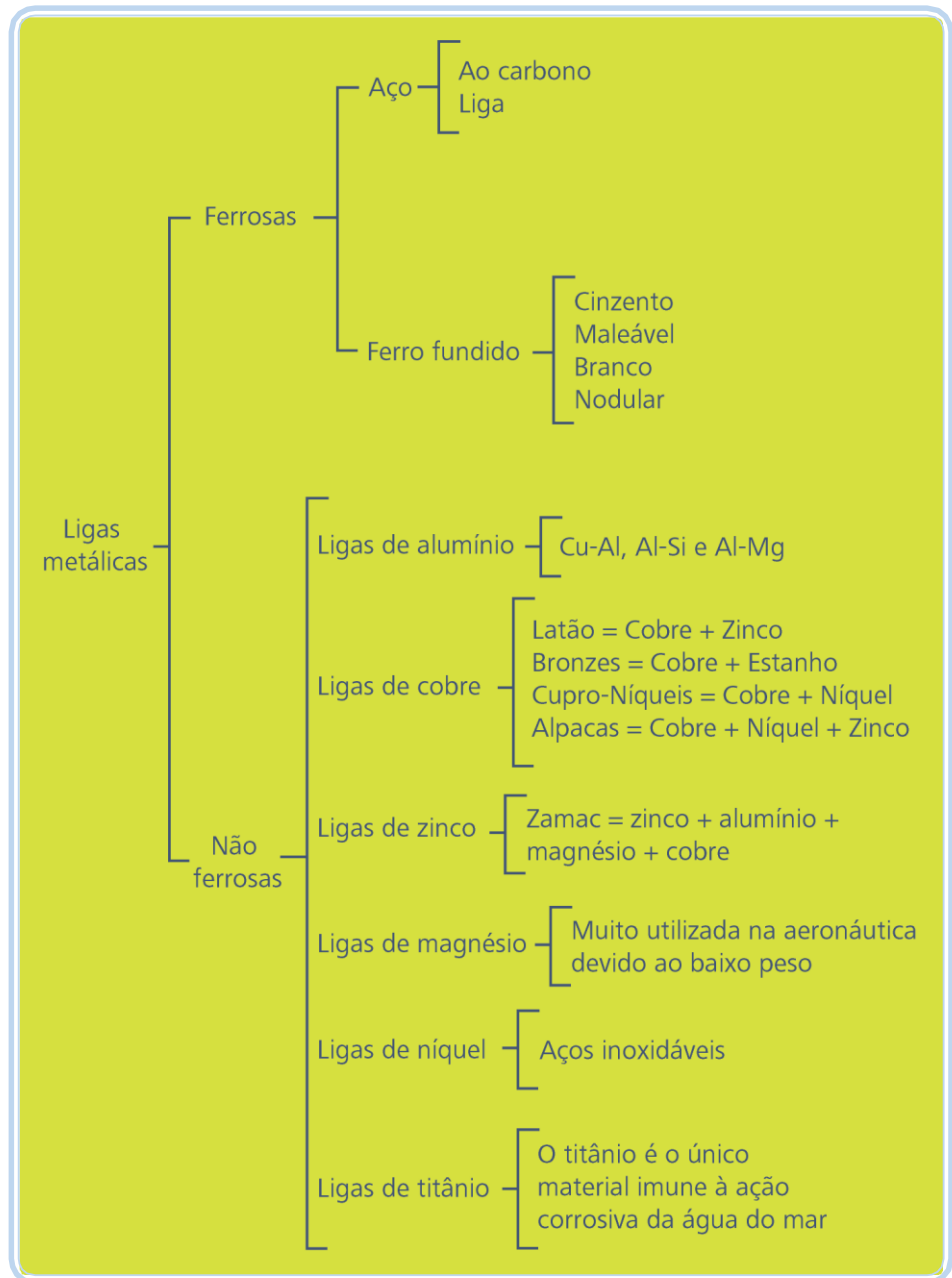 Ao carbono
Aço
Liga
Ferrosas
Cinzento
Maleável
Ferro fundido
Branco
Nodular
Ligas
metálicas
Ligas de alumínio
Cu-Al, Al-Si e Al-Mg
Latão = Cobre + Zinco
Bronzes = Cobre + Estanho
Ligas de cobre
Cupro-Níqueis = Cobre + Níquel
Alpacas = Cobre + Níquel + Zinco
Não
ferrosas
Ligas de zinco
Zamac = zinco + alumínio +
magnésio + cobre
Ligas de magnésio
Muito utilizada na aeronáutica
devido ao baixo peso
Ligas de níquel
Aços inoxidáveis
Ligas de titânio
O titânio é o único
material imune à ação
corrosiva da água do mar